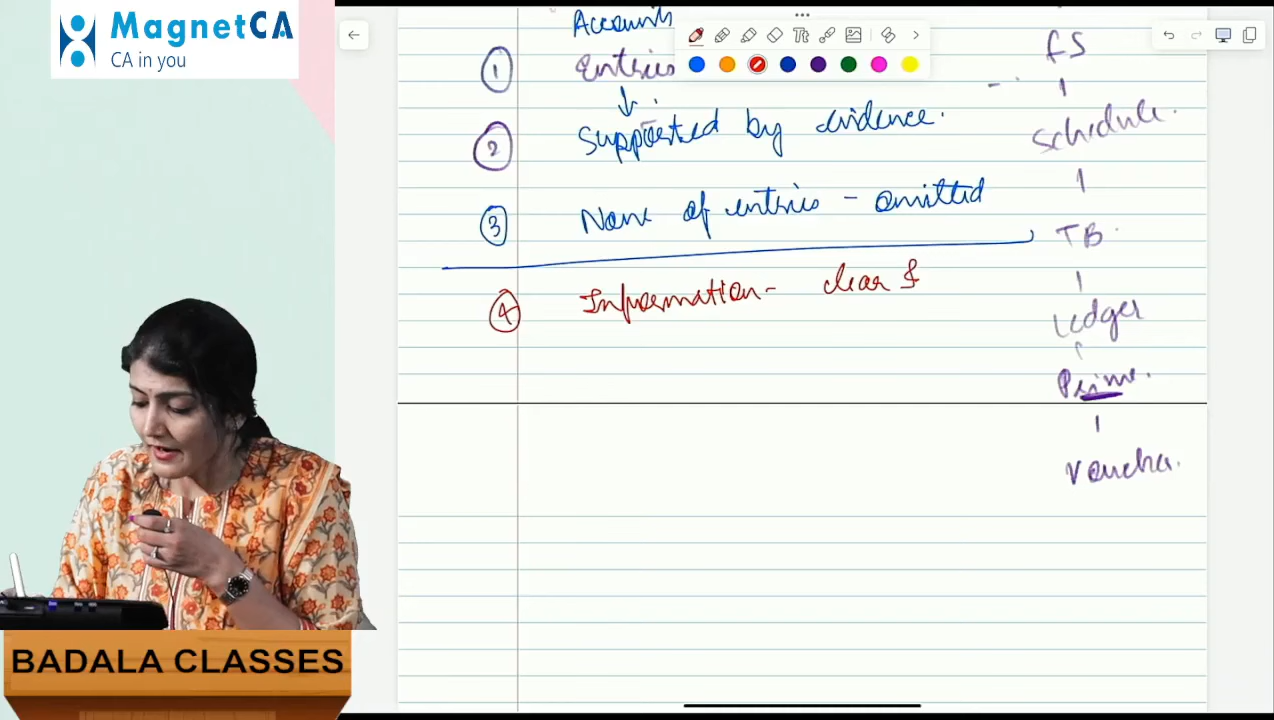 MagnetCA
CA in you
Accounts
① Entries
② Supported by evidence.
③ None of entries - omitted
④ Information- clear &
FS
Schedule.
TB.
Ledger
Prime.
Voucher.
BADALA CLASSES
Tt